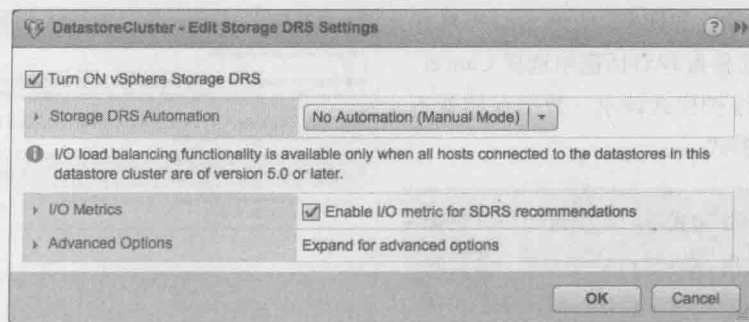 DatastoreCluster - Edit Storage DRS Settings
Turn ON vSphere Storage DRS
Storage DRS Automation
No Automation (Manual Mode)
I/O load balancing functionality is available only when all hosts connected to the datastores in this
datastore cluster are of version 5.0 or later.
I/O Metrics
Enable I/O metric for SDRS recommendations
Advanced Options
Expand for advanced options
OK
Cancel